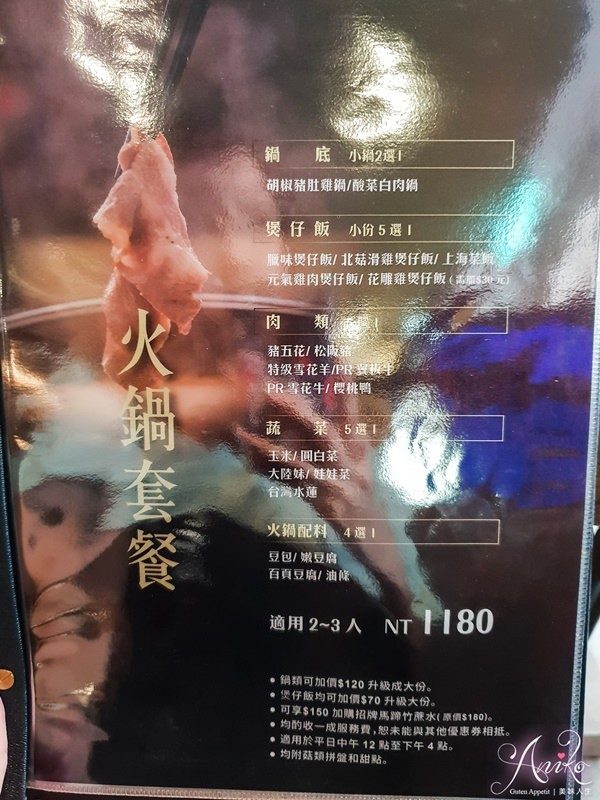 火鍋套餐
鍋 底 小鍋2選1
胡椒豬肚雞鍋/酸菜白肉鍋
煲仔飯 小份5選1
臘味煲仔飯/北菇滑雞煲仔飯/上海菜飯
元氣雞肉煲仔飯/花雕雞煲仔飯(需加$30元)
肉 類 選1
豬五花/松阪豬
特級雪花羊/PR翼板牛
PR雪花牛/櫻桃鴨
蔬 菜 5選1
玉米/圓白菜
大陸妹/娃娃菜
台灣水蓮
火鍋配料 4選1
豆包/嫩豆腐
百頁豆腐/油條
適用2~3人 NT 1180
• 鍋類可加價$120升級成大份。
• 煲仔飯均可加價$70升級大份。
• 可享$150加購招牌馬蹄竹蔗水(原價$180)。
• 均酌收一成服務費,恕未能與其他優惠券相抵。
• 適用於平日中午12點至下午4點。
• 均附菇類拼盤和甜點。
Aniko
Guten Appetit | 美味人生